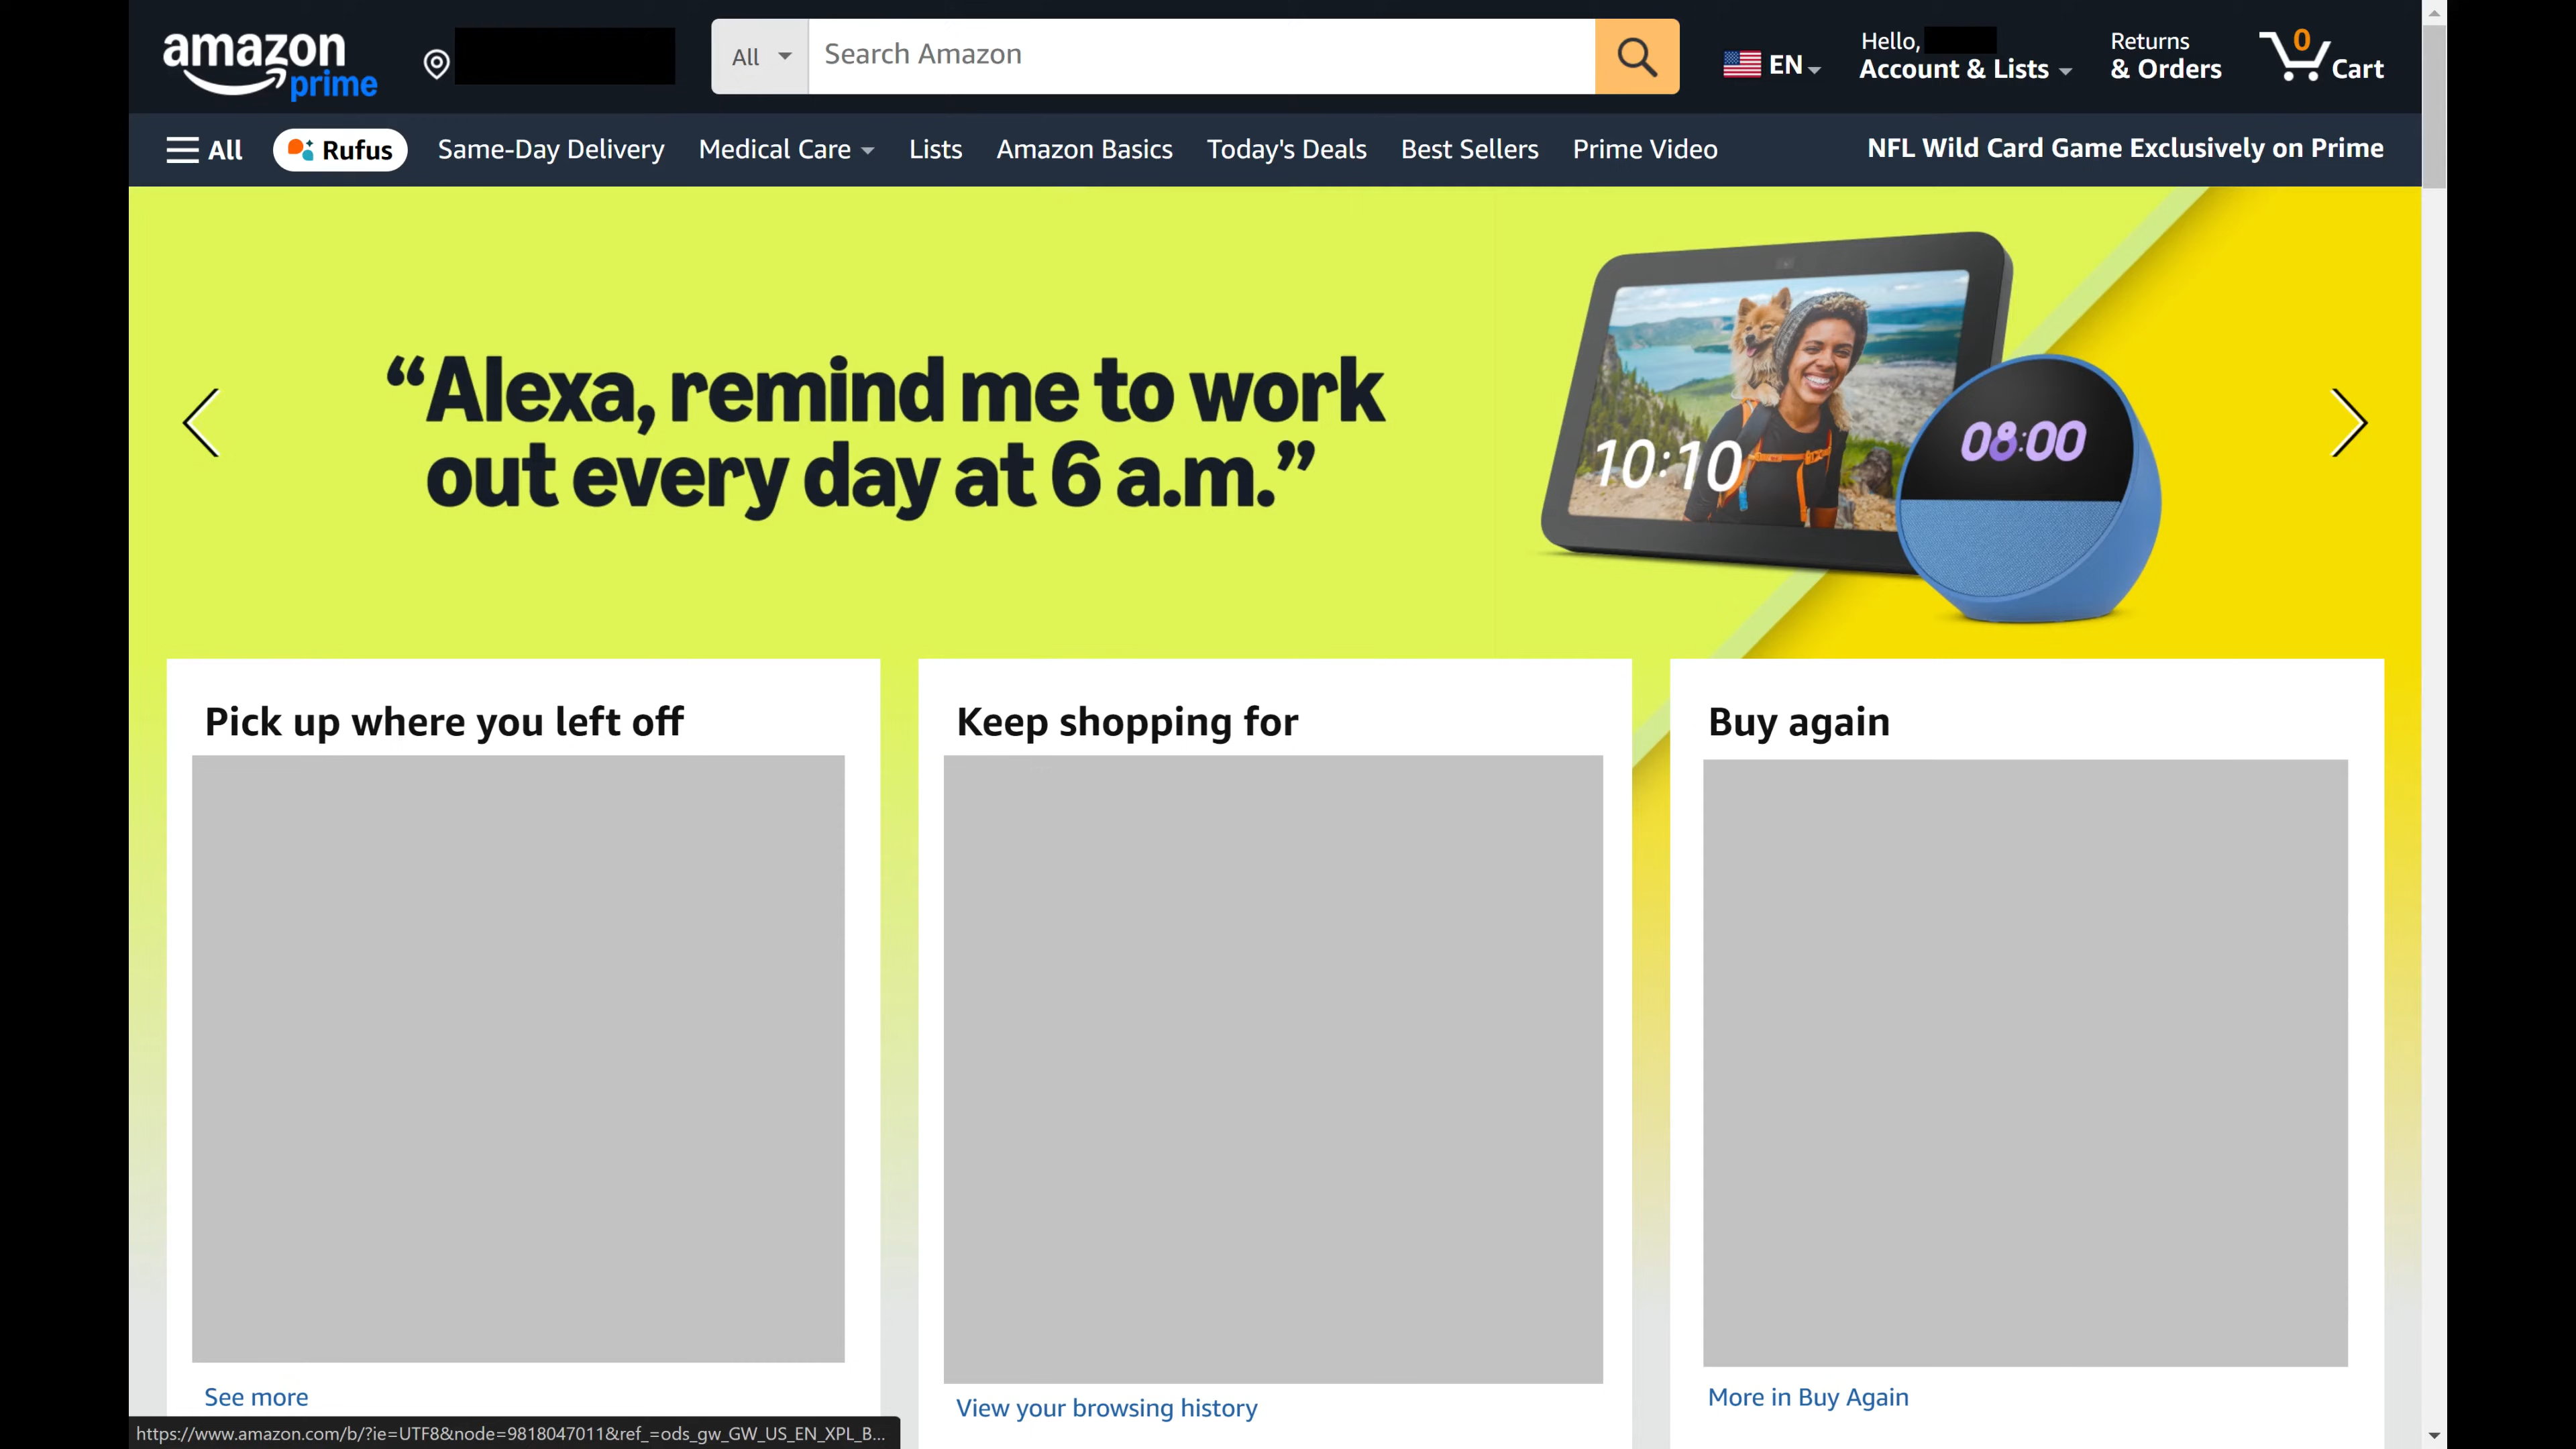 amazon
prime
All
Search Amazon
EN
Hello,
Account & Lists
Returns
& Orders
0
Cart
All
Rufus
Same-Day Delivery
Medical Care
Lists
Amazon Basics
Today's Deals
Best Sellers
Prime Video
NFL Wild Card Game Exclusively on Prime
“Alexa, remind me to work
out every day at 6 a.m.”
10:10
08:00
Pick up where you left off
Keep shopping for
Buy again
See more
View your browsing history
More in Buy Again
https://www.amazon.com/b/?ie=UTF8&node=9818047011&ref_=ods_gw_GW_US_EN_XPL_B...